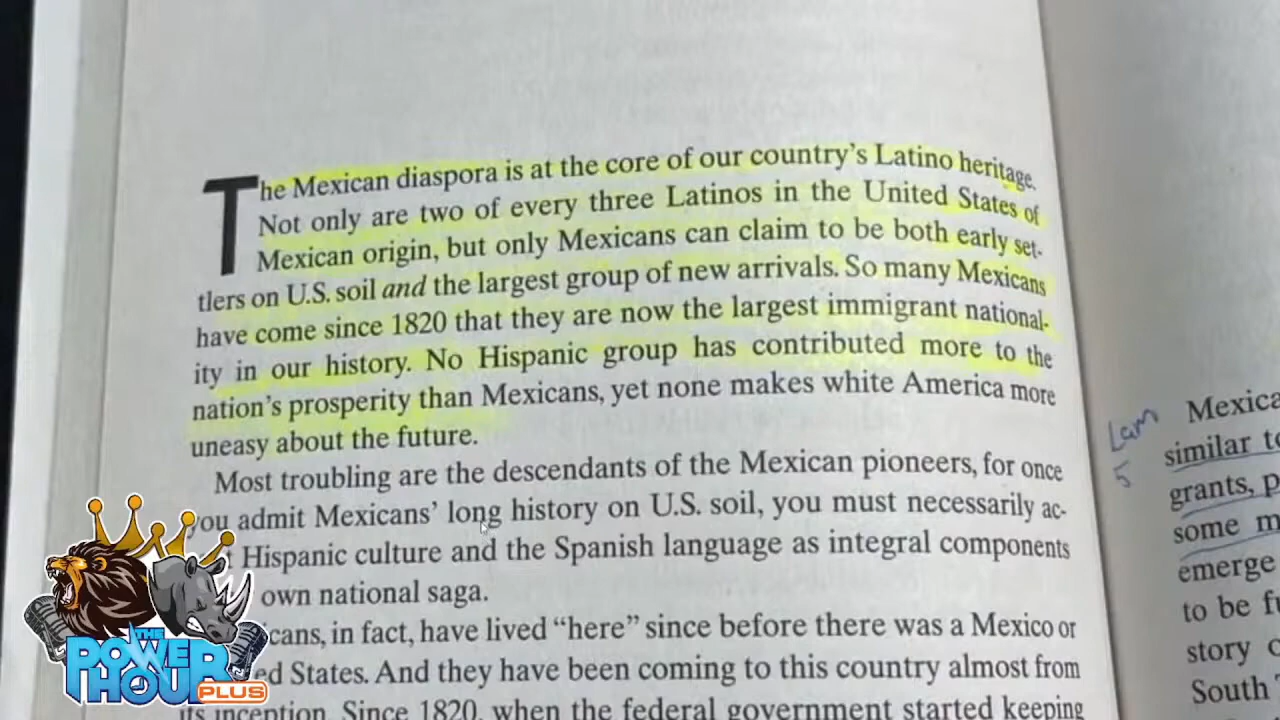 The Mexican diaspora is at the core of our country's Latino heritage.
Not only are two of every three Latinos in the United States of
Mexican origin, but only Mexicans can claim to be both early set-
tlers on U.S. soil and the largest group of new arrivals. So many Mexicans
have come since 1820 that they are now the largest immigrant national-
ity in our history. No Hispanic group has contributed more to the
nation's prosperity than Mexicans, yet none makes white America more
uneasy about the future.
Most troubling are the descendants of the Mexican pioneers, for once
you admit Mexicans' long history on U.S. soil, you must necessarily ac-
Hispanic culture and the Spanish language as integral components
own national saga.
icans, in fact, have lived "here" since before there was a Mexico or
ed States. And they have been coming to this country almost from
its inception. Since 1820, when the federal government started keeping
Mexica
similar to
grants, p
some m
emerge
to be f
story
South
THE
POWER
HOUR
PLUS